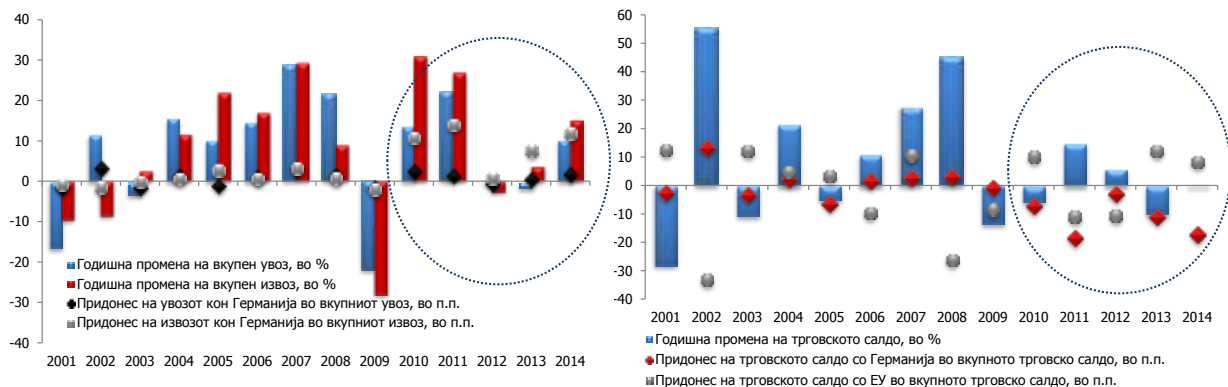 40
30
20
10
0
-10
-20
-30
-40
Годишна промена на вкупен увоз, во %
Годишна промена на вкупен извоз, во %
Придонес на увозот кон Германија во вкупниот увоз, во п.п.
Придонес на извозот кон Германија во вкупниот извоз, во п.п.
2001 2002 2003 2004 2005 2006 2007 2008 2009 2010 2011 2012 2013 2014
60
50
40
30
20
10
0
-10
-20
-30
-40
2001 2002 2003 2004 2005 2006 2007 2008 2009 2010 2011 2012 2013 2014
Годишна промена на трговското салдо, во %
Придонес на трговското салдо со Германија во вкупното трговско салдо, во п.п.
Придонес на трговското салдо со ЕУ во вкупното трговско салдо, во п.п.